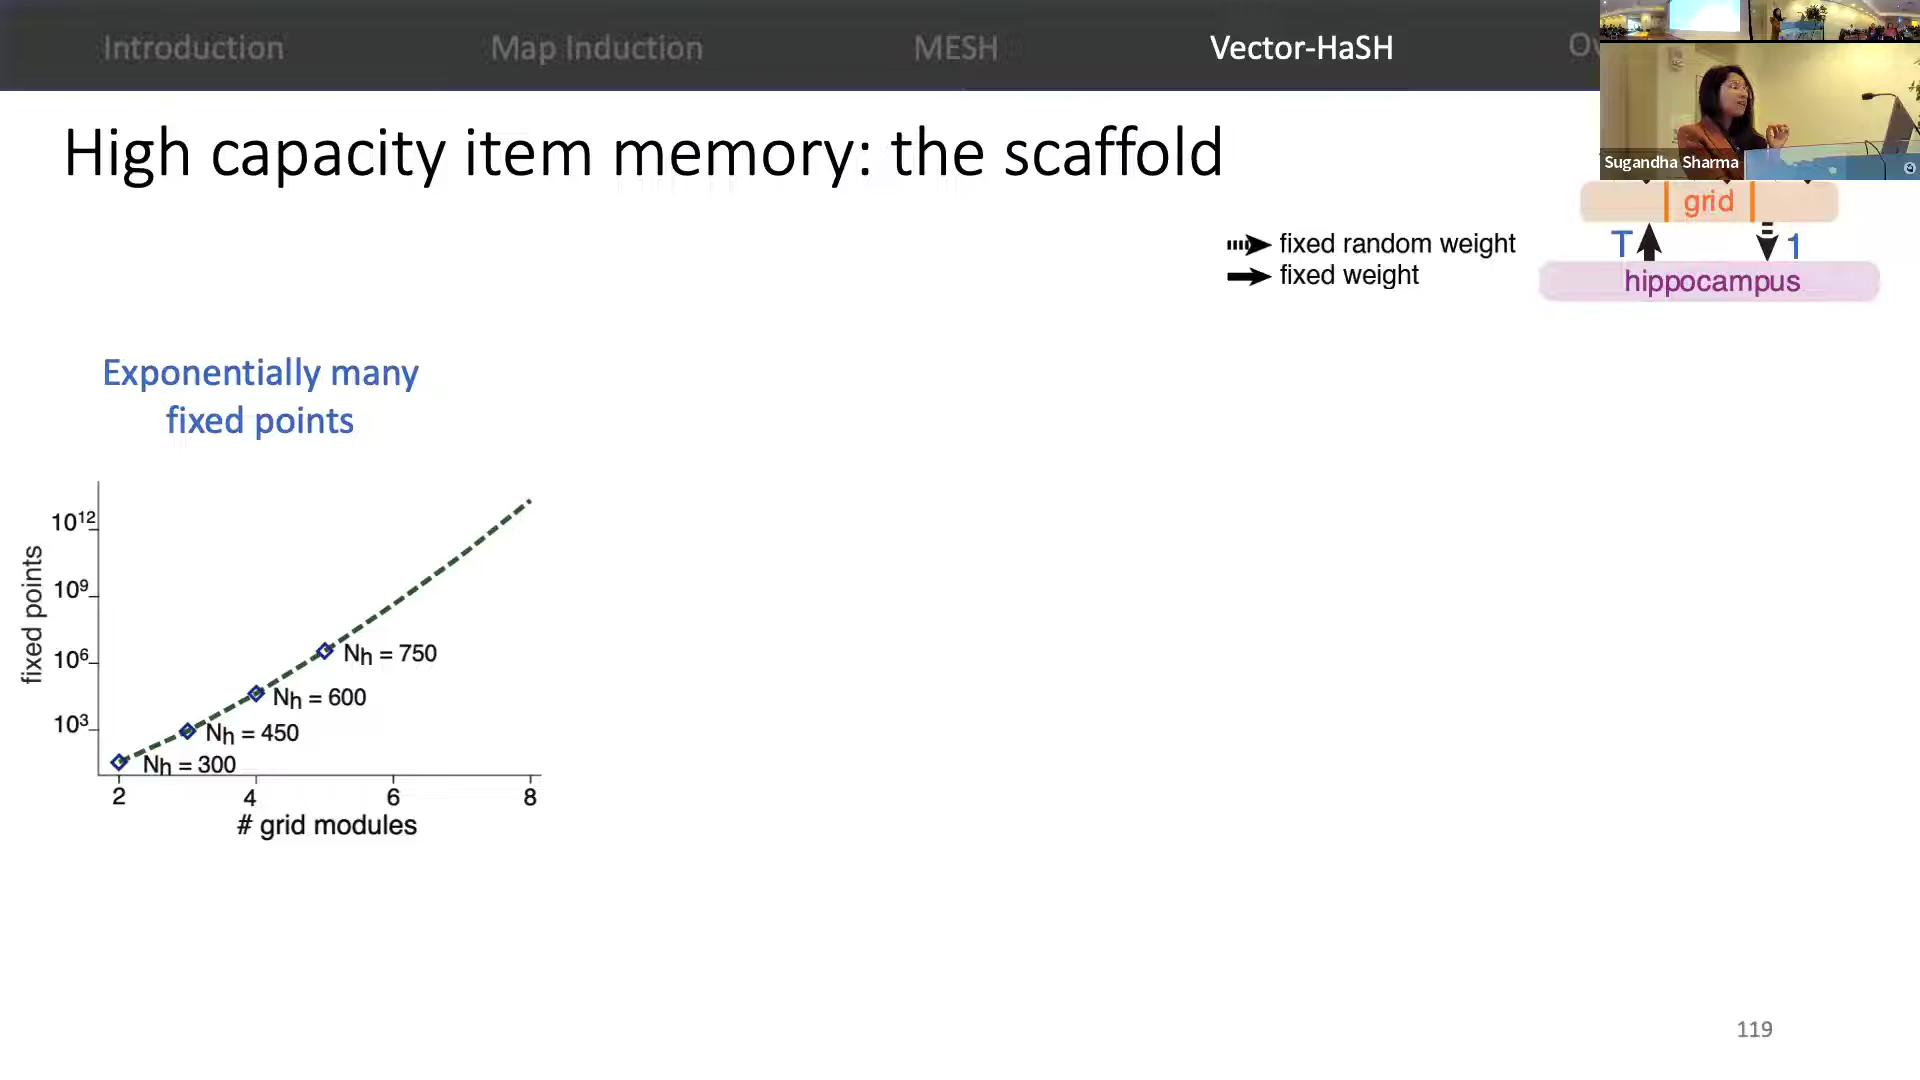 Introduction
Map Induction
MESH
Vector-HaSH
Ov
Sugandha Sharma
High capacity item memory: the scaffold
grid
fixed random weight
T
1
fixed weight
hippocampus
Exponentially many
fixed points
10¹²
10⁹
10⁶
10³
fixed points
Nh = 750
Nh = 600
Nh = 450
Nh = 300
2
4
6
8
# grid modules
119